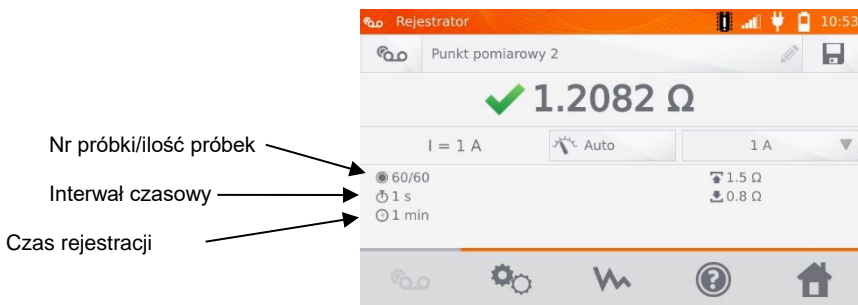 Rejestrator 10:53
Punkt pomiarowy 2
1.2082 Ω
I = 1 A Auto 1 A
Nr próbki/ilość próbek
60/60 1.5 Ω
Interwał czasowy
1 s 0.8 Ω
Czas rejestracji
1 min